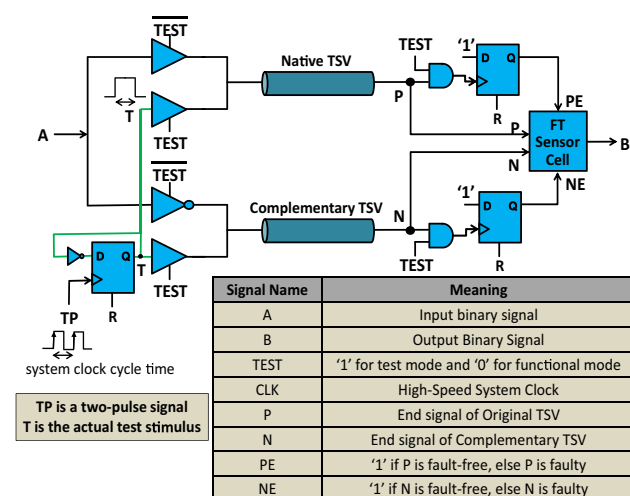 TEST
Native TSV
TEST
'1'
D
Q
R
PE
T
P
A
TEST
FT
Sensor
Cell
P
N
B
TEST
NE
'1'
D
Q
Complementary TSV
N
R
TEST
D
Q
T
TEST
R
TP
system clock cycle time
TP is a two-pulse signal
T is the actual test stimulus
Signal Name Meaning
A Input binary signal
B Output Binary Signal
TEST '1' for test mode and '0' for functional mode
CLK High-Speed System Clock
P End signal of Original TSV
N End signal of Complementary TSV
PE '1' if P is fault-free, else P is faulty
NE '1' if N is fault-free, else N is faulty